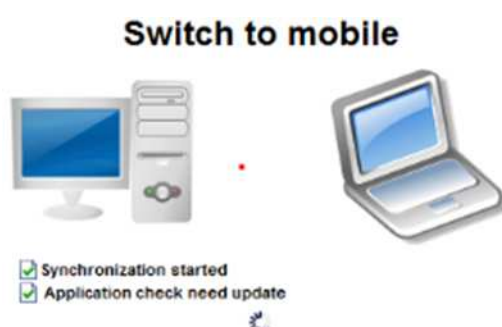 Switch to mobile
Synchronization started
Application check need update